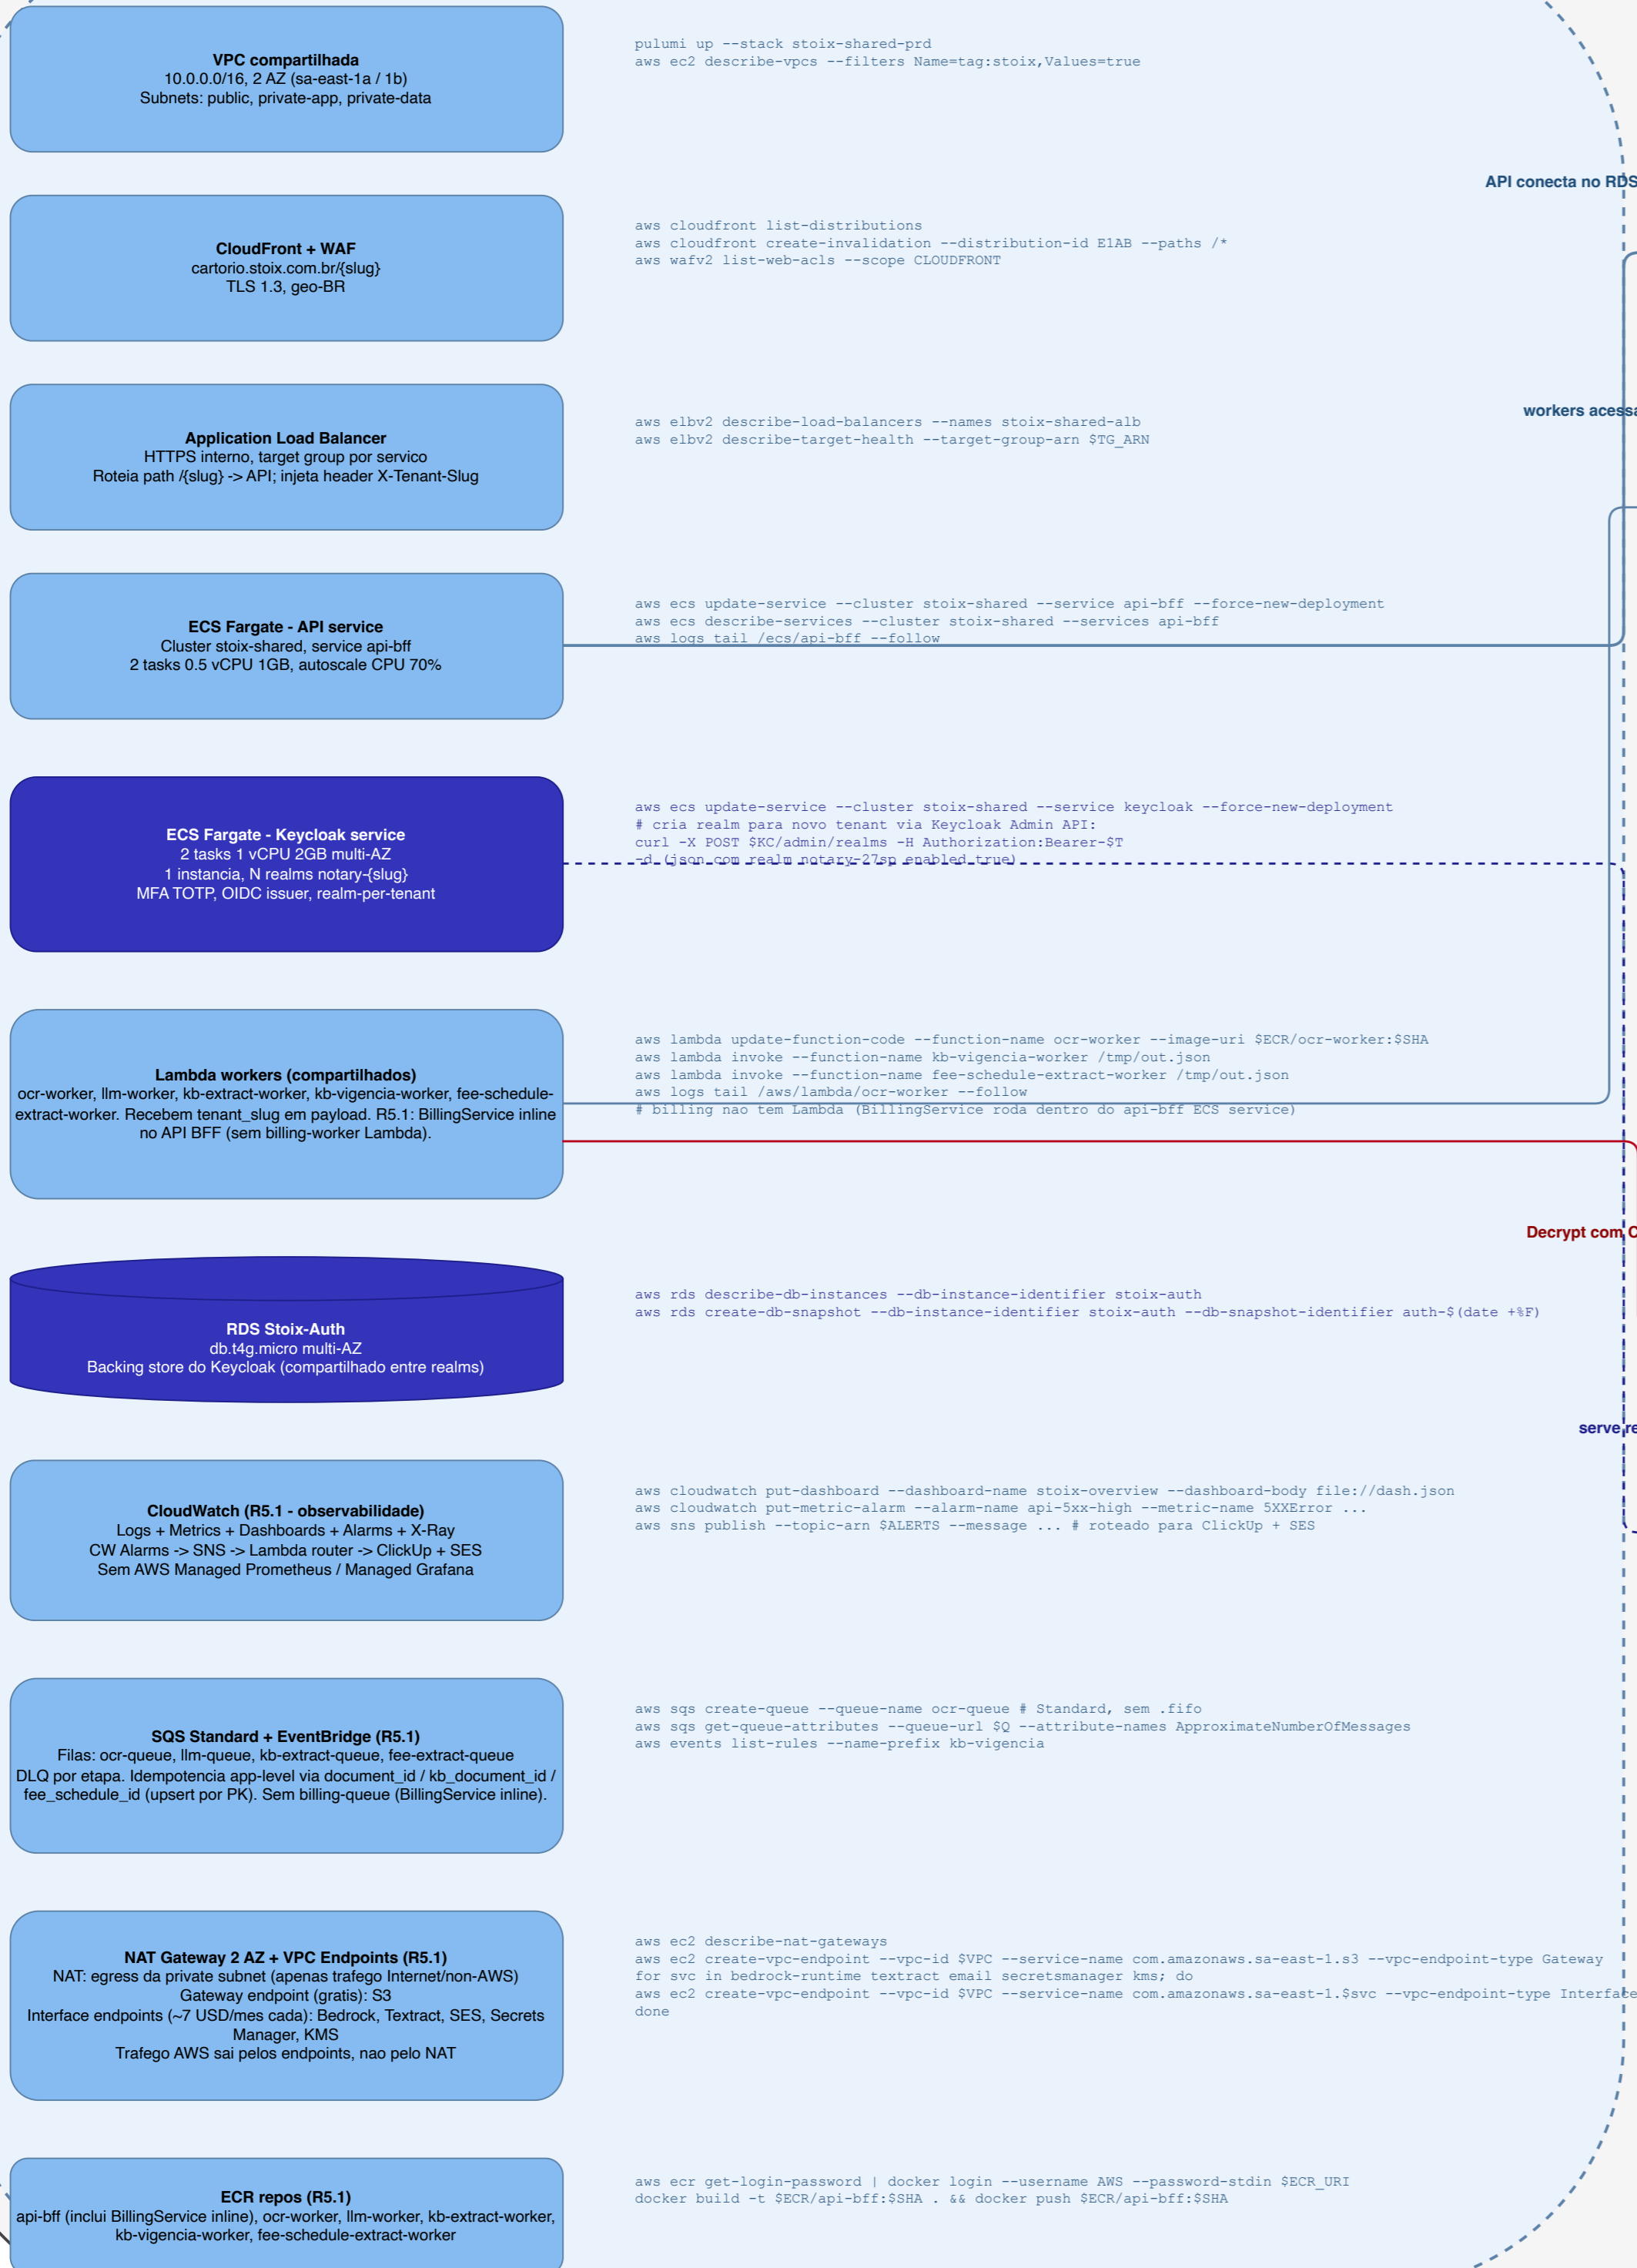 VPC compartilhada
10.0.0.0/16, 2 AZ (sa-east-1a / 1b)
Subnets: public, private-app, private-data
pulumi up --stack stoix-shared-prd
aws ec2 describe-vpcs --filters Name=tag:stoix,Values=true
API conecta no RDS
CloudFront + WAF
cartorio.stoix.com.br/{slug}
TLS 1.3, geo-BR
aws cloudfront list-distributions
aws cloudfront create-invalidation --distribution-id E1AB --paths /*
aws wafv2 list-web-acls --scope CLOUDFRONT
workers acessa
Application Load Balancer
HTTPS interno, target group por servico
Roteia path /{slug} -> API; injeta header X-Tenant-Slug
aws elbv2 describe-load-balancers --names stoix-shared-alb
aws elbv2 describe-target-health --target-group-arn $TG_ARN
ECS Fargate - API service
Cluster stoix-shared, service api-bff
2 tasks 0.5 vCPU 1GB, autoscale CPU 70%
aws ecs update-service --cluster stoix-shared --service api-bff --force-new-deployment
aws ecs describe-services --cluster stoix-shared --services api-bff
aws logs tail /ecs/api-bff --follow
ECS Fargate - Keycloak service
2 tasks 1 vCPU 2GB multi-AZ
1 instancia, N realms notary-{slug}
MFA TOTP, OIDC issuer, realm-per-tenant
aws ecs update-service --cluster stoix-shared --service keycloak --force-new-deployment
# cria realm para novo tenant via Keycloak Admin API:
curl -X POST $KC/admin/realms -H Authorization:Bearer-$T
-d (json com realm notary-27sp enabled true)
Lambda workers (compartilhados)
ocr-worker, llm-worker, kb-extract-worker, kb-vigencia-worker, fee-schedule-
extract-worker. Recebem tenant_slug em payload. R5.1: BillingService inline
no API BFF (sem billing-worker Lambda).
aws lambda update-function-code --function-name ocr-worker --image-uri $ECR/ocr-worker:$SHA
aws lambda invoke --function-name kb-vigencia-worker /tmp/out.json
aws lambda invoke --function-name fee-schedule-extract-worker /tmp/out.json
aws logs tail /aws/lambda/ocr-worker --follow
# billing nao tem Lambda (BillingService roda dentro do api-bff ECS service)
Decrypt com C
RDS Stoix-Auth
db.t4g.micro multi-AZ
Backing store do Keycloak (compartilhado entre realms)
aws rds describe-db-instances --db-instance-identifier stoix-auth
aws rds create-db-snapshot --db-instance-identifier stoix-auth --db-snapshot-identifier auth-$(date +%F)
serve re
CloudWatch (R5.1 - observabilidade)
Logs + Metrics + Dashboards + Alarms + X-Ray
CW Alarms -> SNS -> Lambda router -> ClickUp + SES
Sem AWS Managed Prometheus / Managed Grafana
aws cloudwatch put-dashboard --dashboard-name stoix-overview --dashboard-body file://dash.json
aws cloudwatch put-metric-alarm --alarm-name api-5xx-high --metric-name 5XXError ...
aws sns publish --topic-arn $ALERTS --message ... # roteado para ClickUp + SES
SQS Standard + EventBridge (R5.1)
Filas: ocr-queue, llm-queue, kb-extract-queue, fee-extract-queue
DLQ por etapa. Idempotencia app-level via document_id / kb_document_id /
fee_schedule_id (upsert por PK). Sem billing-queue (BillingService inline).
aws sqs create-queue --queue-name ocr-queue # Standard, sem .fifo
aws sqs get-queue-attributes --queue-url $Q --attribute-names ApproximateNumberOfMessages
aws events list-rules --name-prefix kb-vigencia
NAT Gateway 2 AZ + VPC Endpoints (R5.1)
NAT: egress da private subnet (apenas trafego Internet/non-AWS)
Gateway endpoint (gratis): S3
Interface endpoints (~7 USD/mes cada): Bedrock, Textract, SES, Secrets
Manager, KMS
Trafego AWS sai pelos endpoints, nao pelo NAT
aws ec2 describe-nat-gateways
aws ec2 create-vpc-endpoint --vpc-id $VPC --service-name com.amazonaws.sa-east-1.s3 --vpc-endpoint-type Gateway
for svc in bedrock-runtime textract email secretsmanager kms; do
aws ec2 create-vpc-endpoint --vpc-id $VPC --service-name com.amazonaws.sa-east-1.$svc --vpc-endpoint-type Interface
done
ECR repos (R5.1)
api-bff (inclui BillingService inline), ocr-worker, llm-worker, kb-extract-worker,
kb-vigencia-worker, fee-schedule-extract-worker
aws ecr get-login-password | docker login --username AWS --password-stdin $ECR_URI
docker build -t $ECR/api-bff:$SHA . && docker push $ECR/api-bff:$SHA